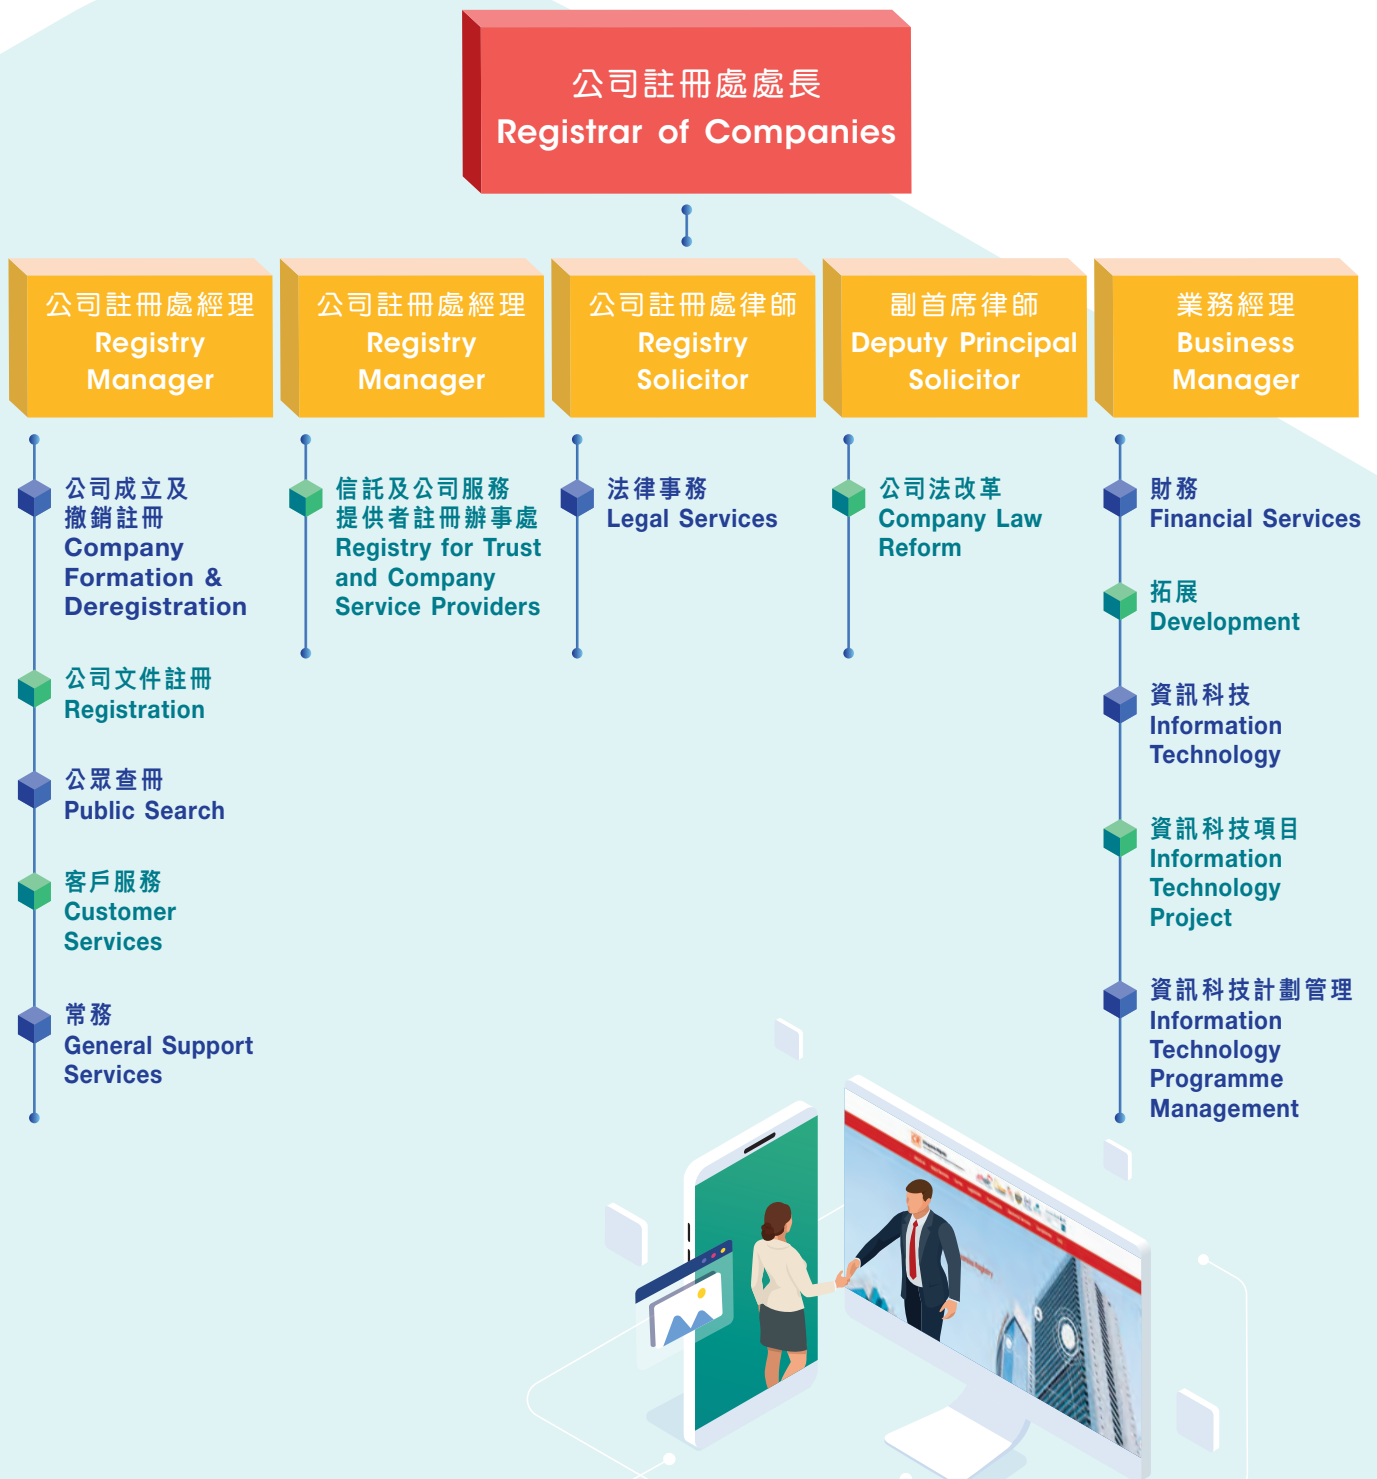 公司註冊處處長
Registrar of Companies
公司註冊處經理
Registry
Manager
公司成立及
撤銷註冊
Company
Formation &
Deregistration
公司文件註冊
Registration
公眾查冊
Public Search
客戶服務
Customer
Services
常務
General Support
Services
公司註冊處經理
Registry
Manager
信託及公司服務
提供者註冊辦事處
Registry for Trust
and Company
Service Providers
公司註冊處律師
Registry
Solicitor
法律事務
Legal Services
副首席律師
Deputy Principal
Solicitor
公司法改革
Company Law
Reform
業務經理
Business
Manager
財務
Financial Services
拓展
Development
資訊科技
Information
Technology
資訊科技項目
Information
Technology
Project
資訊科技計劃管理
Information
Technology
Programme
Management